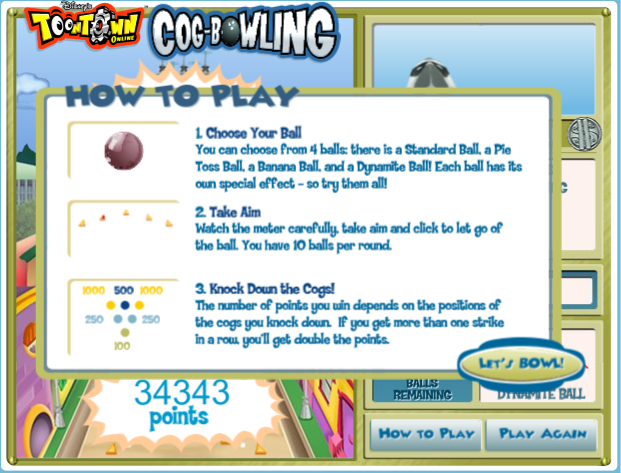 Disney's
TOONTOWN
ONLINE
COG-BOWLING
HOW TO PLAY
1. Choose Your Ball
You can choose from 4 balls: there is a Standard Ball, a Pie
Toss Ball, a Banana Ball, and a Dynamite Ball! Each ball has its
own special effect - so try them all!
2. Take Aim
Watch the meter carefully, take aim and click to let go of
the ball. You have 10 balls per round.
1000 500 1000
250 250
100
3. Knock Down the Cogs!
The number of points you win depends on the positions of
the cogs you knock down. If you get more than one strike
in a row, you'll get double the points.
LET'S BOWL!
34343
points
BALLS
REMAINING
DYNAMITE BALL
HOW TO PLAY
PLAY AGAIN